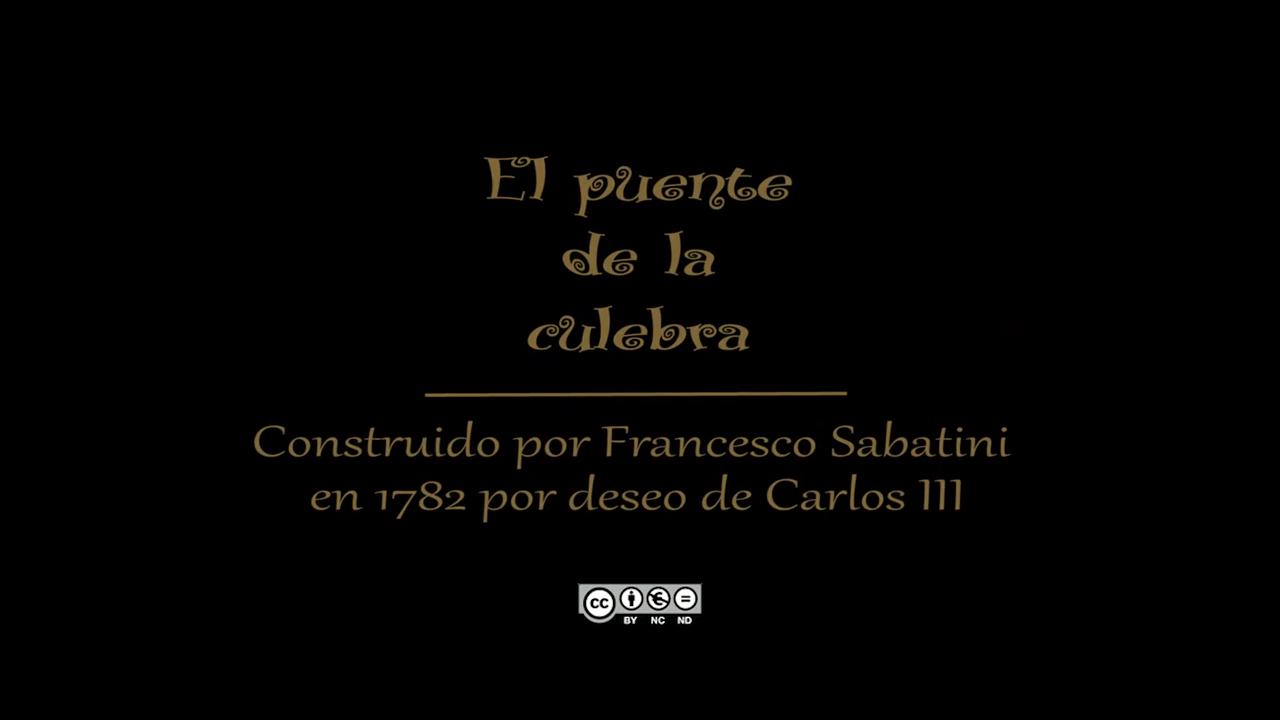 El puente
de la
culebra
Construido por Francesco Sabatini
en 1782 por deseo de Carlos III
cc
BY NC ND